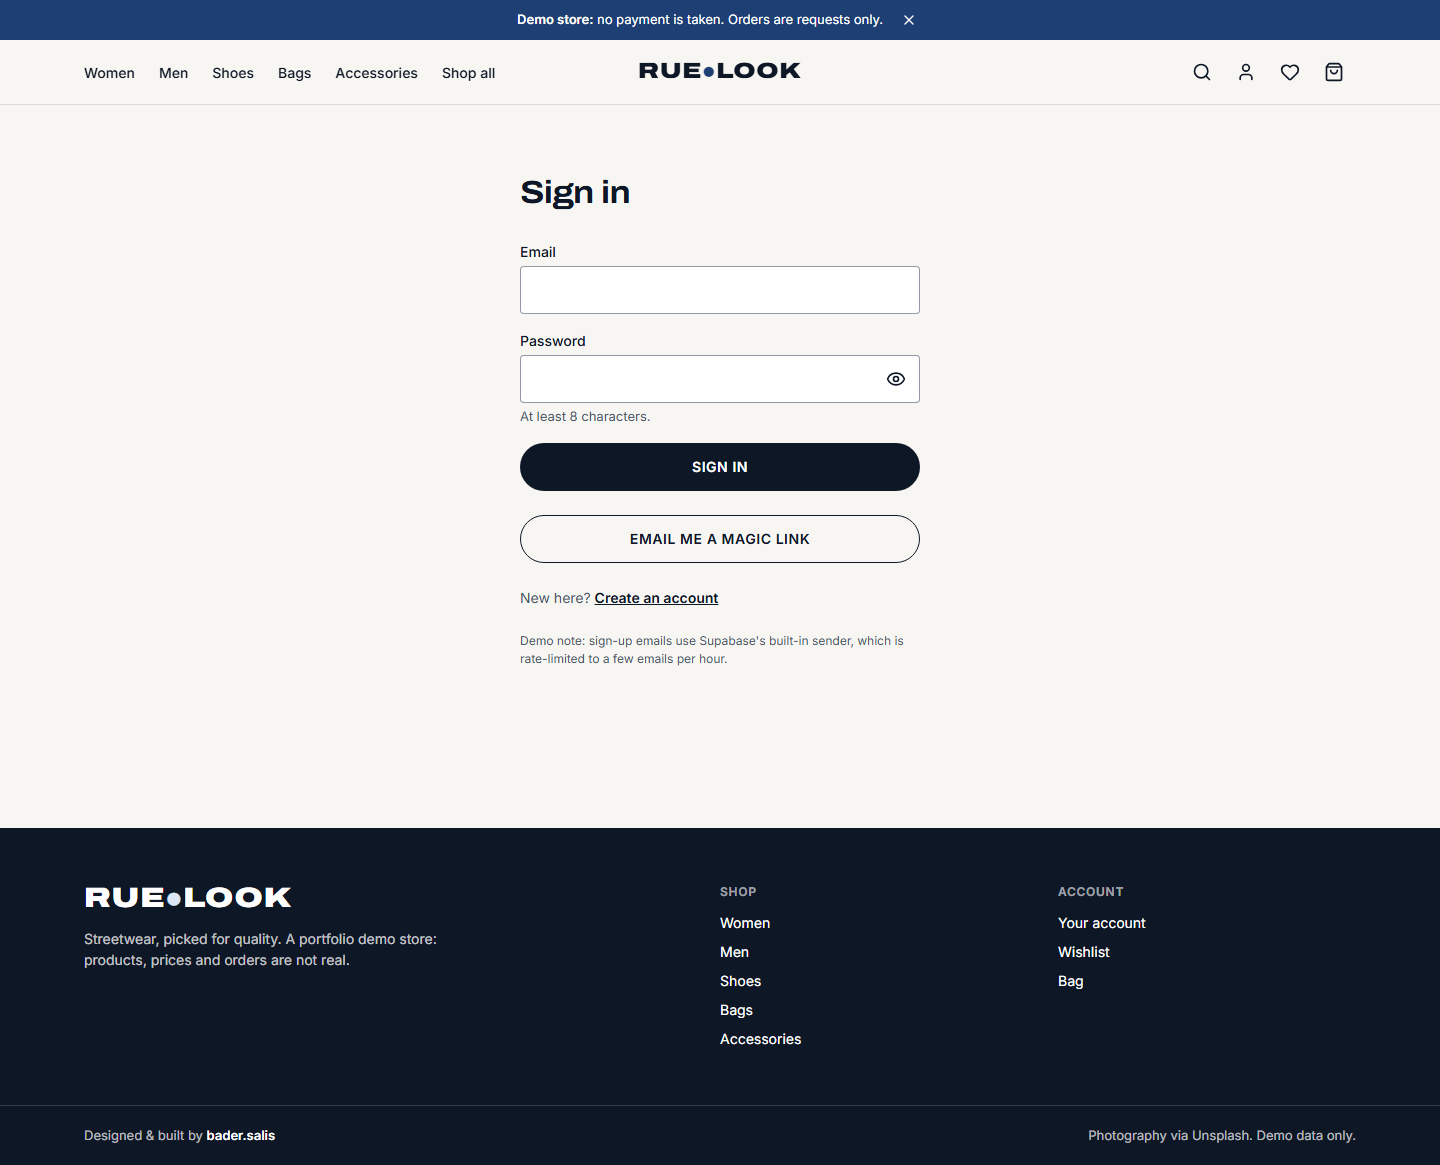 Demo store: no payment is taken. Orders are requests only.
Women Men Shoes Bags Accessories Shop all
RUE●LOOK
Sign in
Email
Password
At least 8 characters.
SIGN IN
EMAIL ME A MAGIC LINK
New here? Create an account
Demo note: sign-up emails use Supabase's built-in sender, which is
rate-limited to a few emails per hour.
RUE●LOOK
Streetwear, picked for quality. A portfolio demo store:
products, prices and orders are not real.
SHOP
Women
Men
Shoes
Bags
Accessories
ACCOUNT
Your account
Wishlist
Bag
Designed & built by bader.salis
Photography via Unsplash. Demo data only.